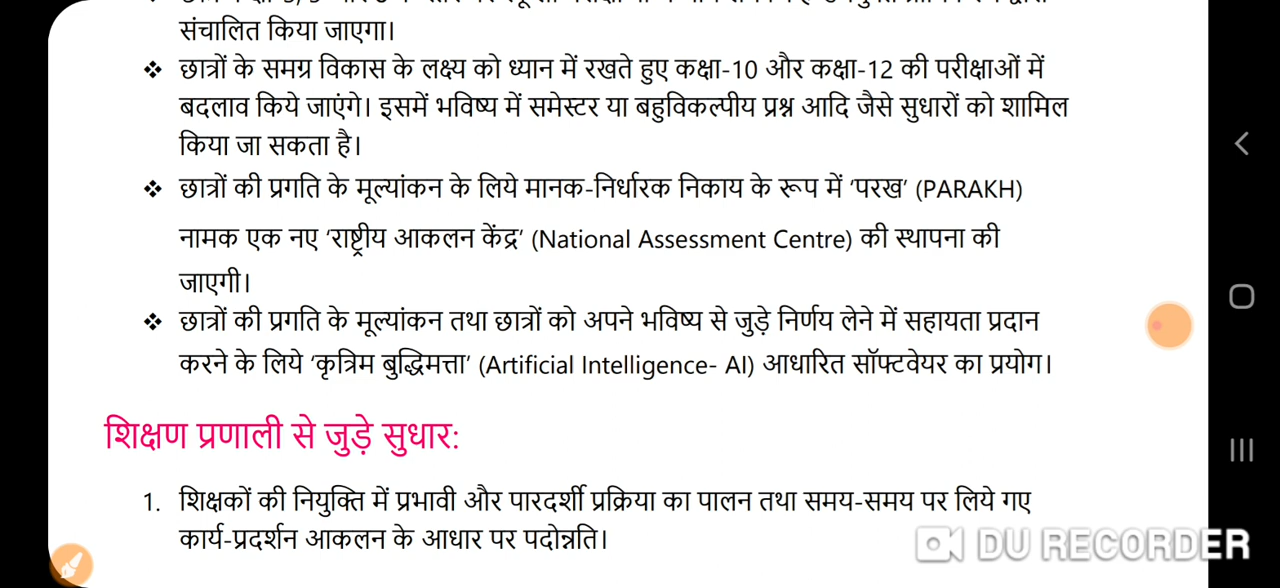 संचालित किया जाएगा।
❖ छात्रों के समग्र विकास के लक्ष्य को ध्यान में रखते हुए कक्षा-10 और कक्षा-12 की परीक्षाओं में
बदलाव किये जाएंगे। इसमें भविष्य में समेस्टर या बहुविकल्पीय प्रश्न आदि जैसे सुधारों को शामिल
किया जा सकता है।
❖ छात्रों की प्रगति के मूल्यांकन के लिये मानक-निर्धारक निकाय के रूप में ‘परख’ (PARAKH)
नामक एक नए ‘राष्ट्रीय आकलन केंद्र’ (National Assessment Centre) की स्थापना की
जाएगी।
❖ छात्रों की प्रगति के मूल्यांकन तथा छात्रों को अपने भविष्य से जुड़े निर्णय लेने में सहायता प्रदान
करने के लिये ‘कृत्रिम बुद्धिमत्ता’ (Artificial Intelligence- AI) आधारित सॉफ्टवेयर का प्रयोग।
शिक्षण प्रणाली से जुड़े सुधार:
1. शिक्षकों की नियुक्ति में प्रभावी और पारदर्शी प्रक्रिया का पालन तथा समय-समय पर लिये गए
कार्य-प्रदर्शन आकलन के आधार पर पदोन्नति।
DU RECORDER